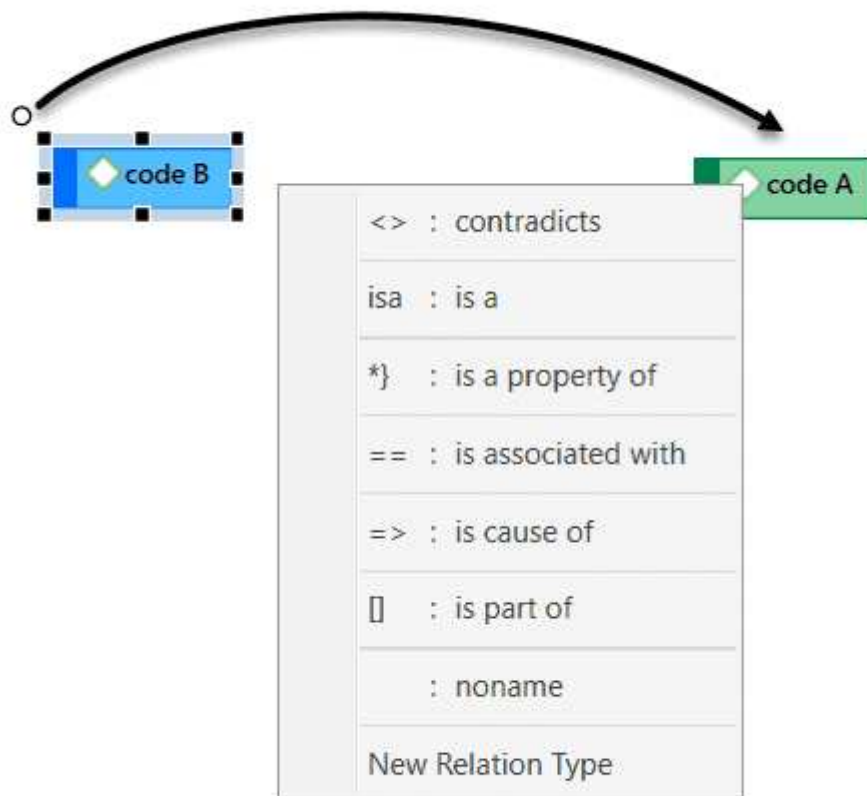 code B
code A
<> : contradicts
isa : is a
*} : is a property of
== : is associated with
=> : is cause of
[] : is part of
: noname
New Relation Type